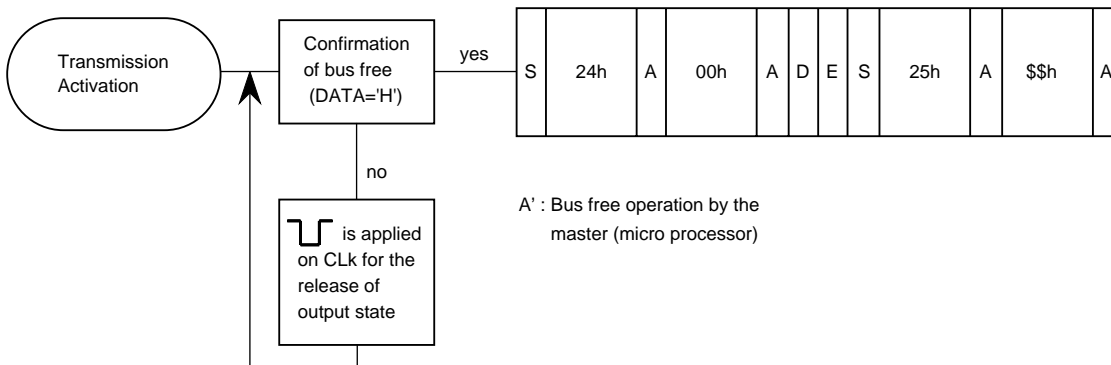 Transmission
Activation
Confirmation
of bus free
(DATA='H')
yes
S 24h A 00h A D E S 25h A $$h A
no
is applied
on CLk for the
release of
output state
A' : Bus free operation by the
master (micro processor)